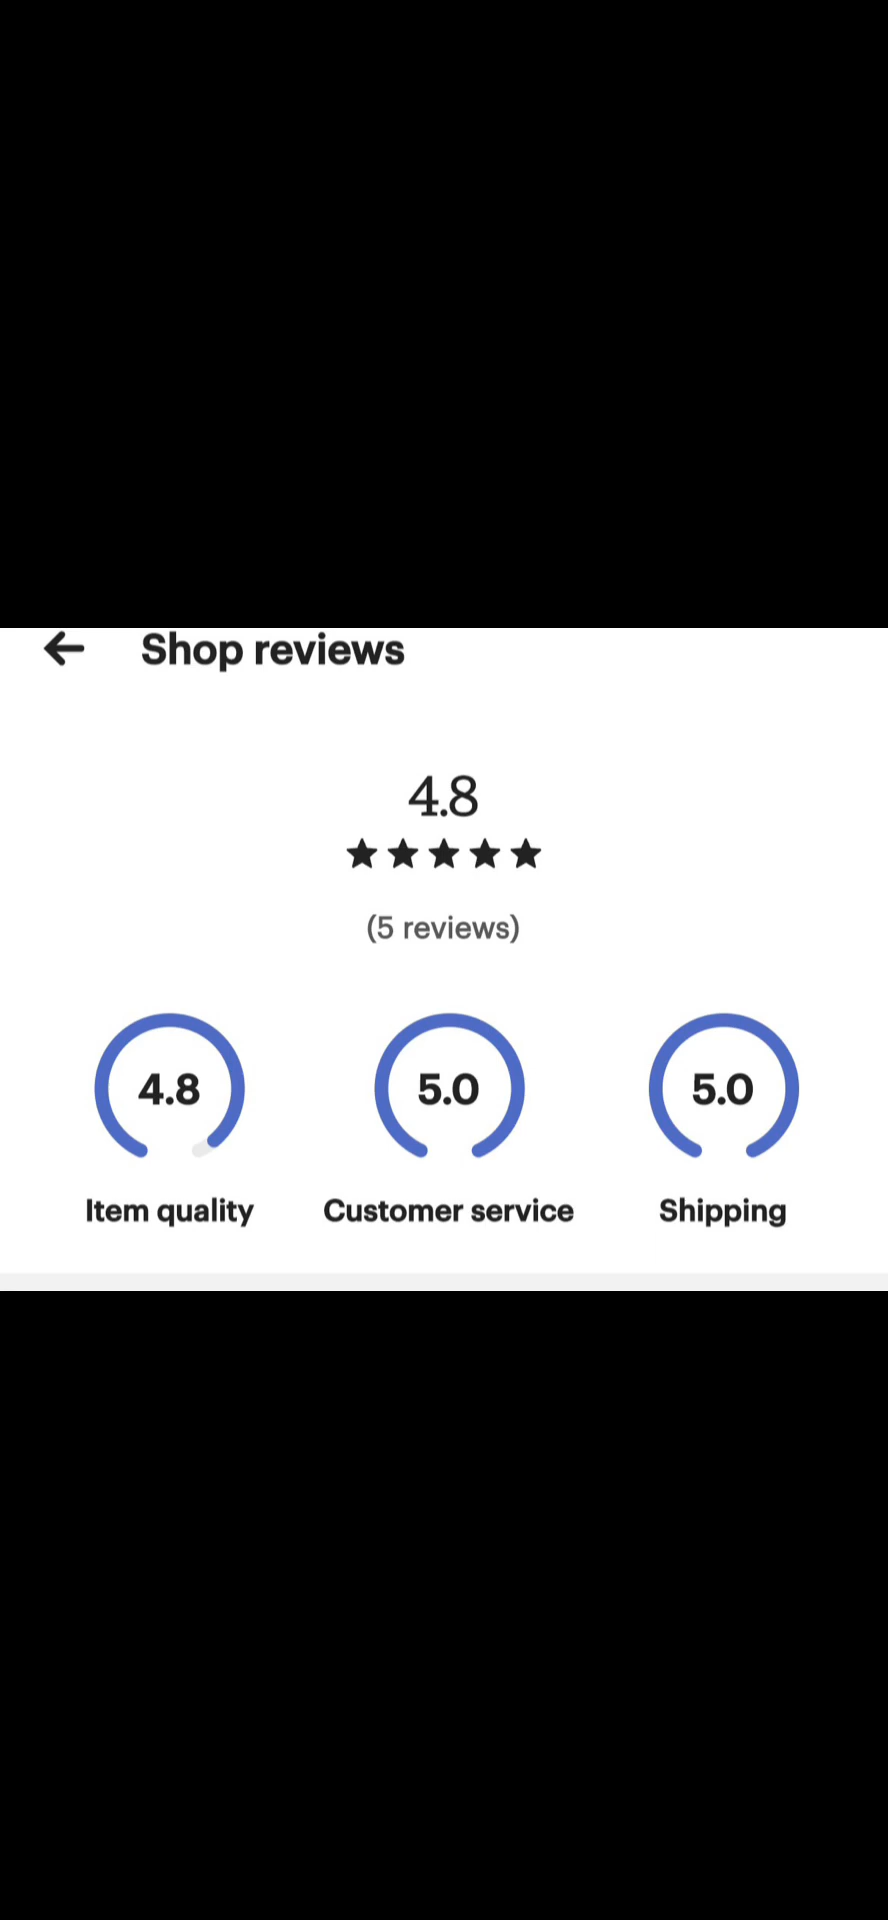 Shop reviews
4.8
(5 reviews)
4.8 5.0 5.0
Item quality Customer service Shipping